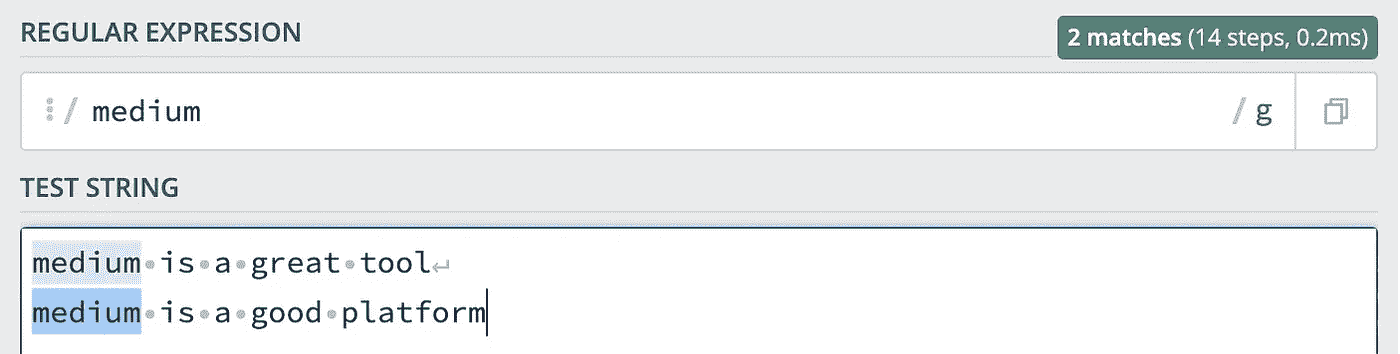 REGULAR EXPRESSION
2 matches (14 steps, 0.2ms)
⋮ / medium / g
TEST STRING
medium·is·a·great·tool↵
medium·is·a·good·platform